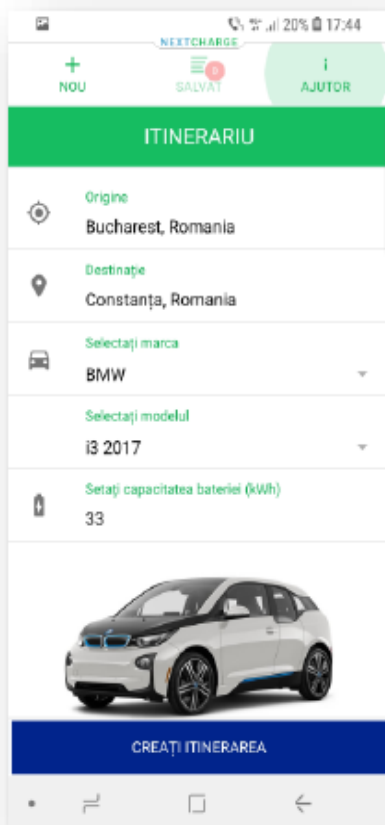 20% 17:44
NEXTCHARGE
NOU
SALVAT
0
i
AJUTOR
ITINERARIU
Origine
Bucharest, Romania
Destinație
Constanța, Romania
Selectați marca
BMW
Selectați modelul
i3 2017
Setați capacitatea bateriei (kWh)
33
CREAȚI ITINERAREA